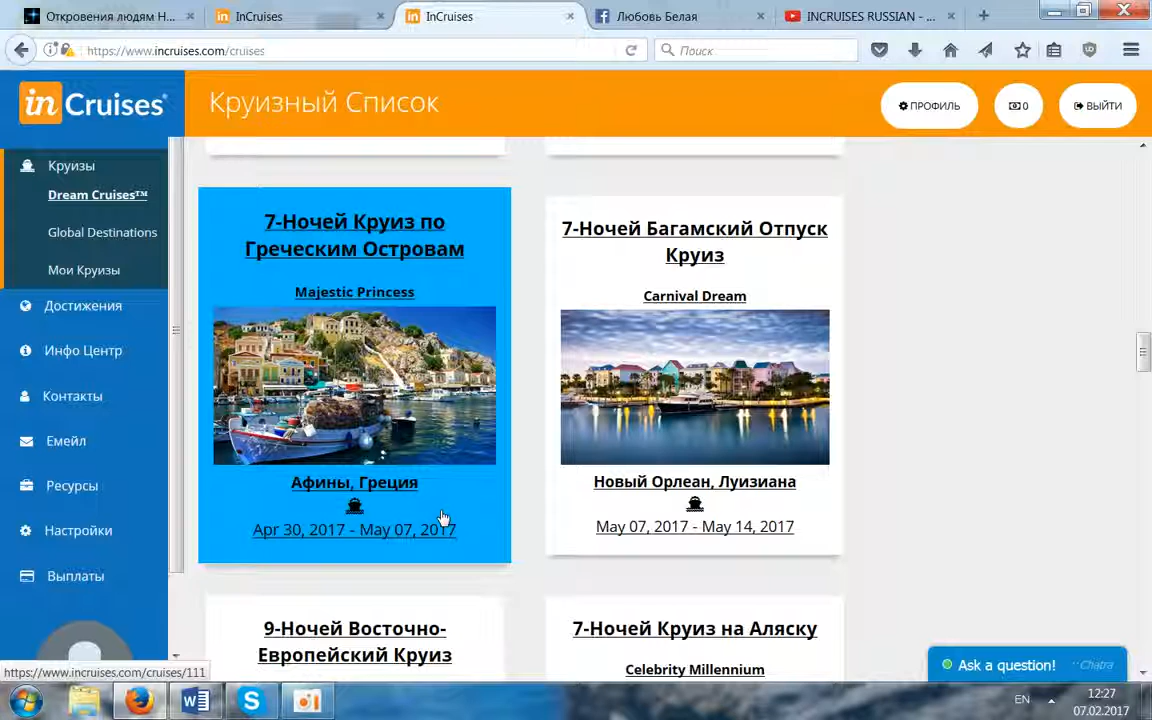 Откровения людям Н...
InCruises
InCruises
Любовь Белая
INCRUISES RUSSIAN - ...
https://www.incruises.com/cruises
Поиск
in Cruises®
Круизный Список
ПРОФИЛЬ
0
ВЫЙТИ
Круизы
Dream Cruises™
Global Destinations
Мои Круизы
Достижения
Инфо Центр
Контакты
Емейл
Ресурсы
Настройки
Выплаты
7-Ночей Круиз по
Греческим Островам
Majestic Princess
Афины, Греция
Apr 30, 2017 - May 07, 2017
7-Ночей Багамский Отпуск
Круиз
Carnival Dream
Новый Орлеан, Луизиана
May 07, 2017 - May 14, 2017
9-Ночей Восточно-
Европейский Круиз
7-Ночей Круиз на Аляску
Celebrity Millennium
Ask a question!
Chatra
https://www.incruises.com/cruises/111
EN
12:27
07.02.2017